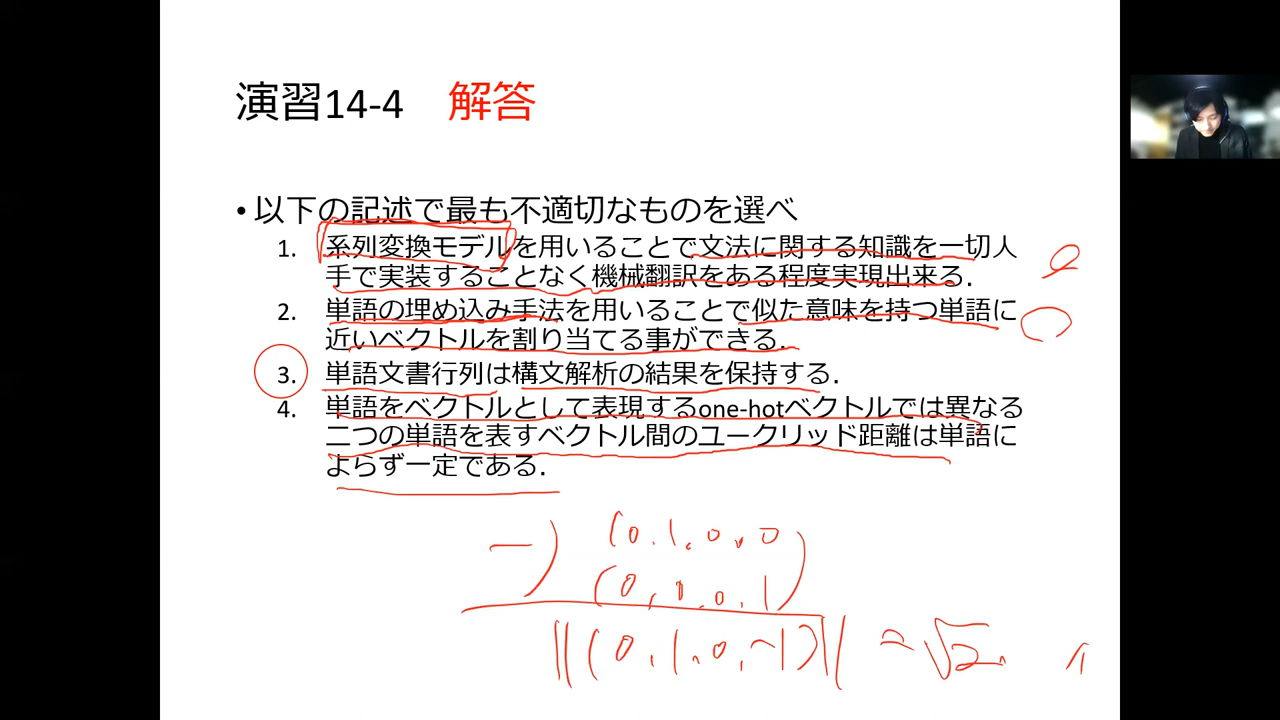 演習14-4 解答
• 以下の記述で最も不適切なものを選べ
1. 系列変換モデルを用いることで文法に関する知識を一切人
手で実装することなく機械翻訳をある程度実現出来る.
2. 単語の埋め込み手法を用いることで似た意味を持つ単語に
近いベクトルを割り当てる事ができる.
3. 単語文書行列は構文解析の結果を保持する.
4. 単語をベクトルとして表現するone-hotベクトルでは異なる
二つの単語を表すベクトル間のユークリッド距離は単語に
よらず一定である.
(0,1,0,0
−) (0,0,0,1)
||(0,1,0,−1)|| = √2